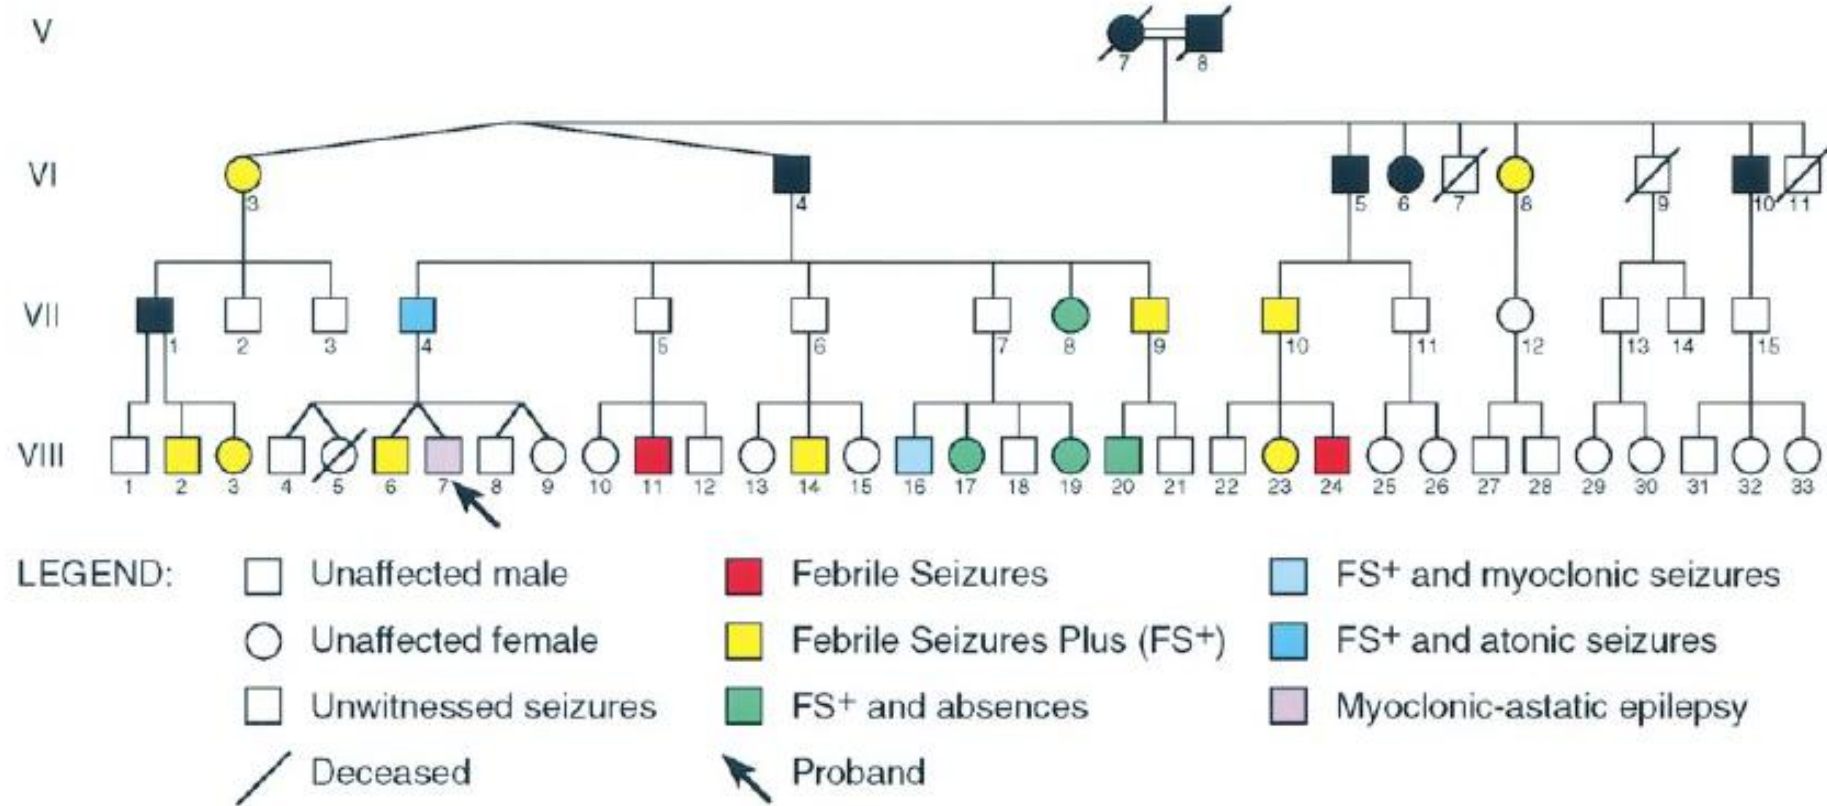 V
7 8
VI
3 4 5 6 7 8 9 10 11
VII
1 2 3 4 5 6 7 8 9 10 11 12 13 14 15
VIII
1 2 3 4 5 6 7 8 9 10 11 12 13 14 15 16 17 18 19 20 21 22 23 24 25 26 27 28 29 30 31 32 33
LEGEND: Unaffected male Febrile Seizures FS+ and myoclonic seizures
Unaffected female Febrile Seizures Plus (FS+) FS+ and atonic seizures
Unwitnessed seizures FS+ and absences Myoclonic-astatic epilepsy
Deceased Proband